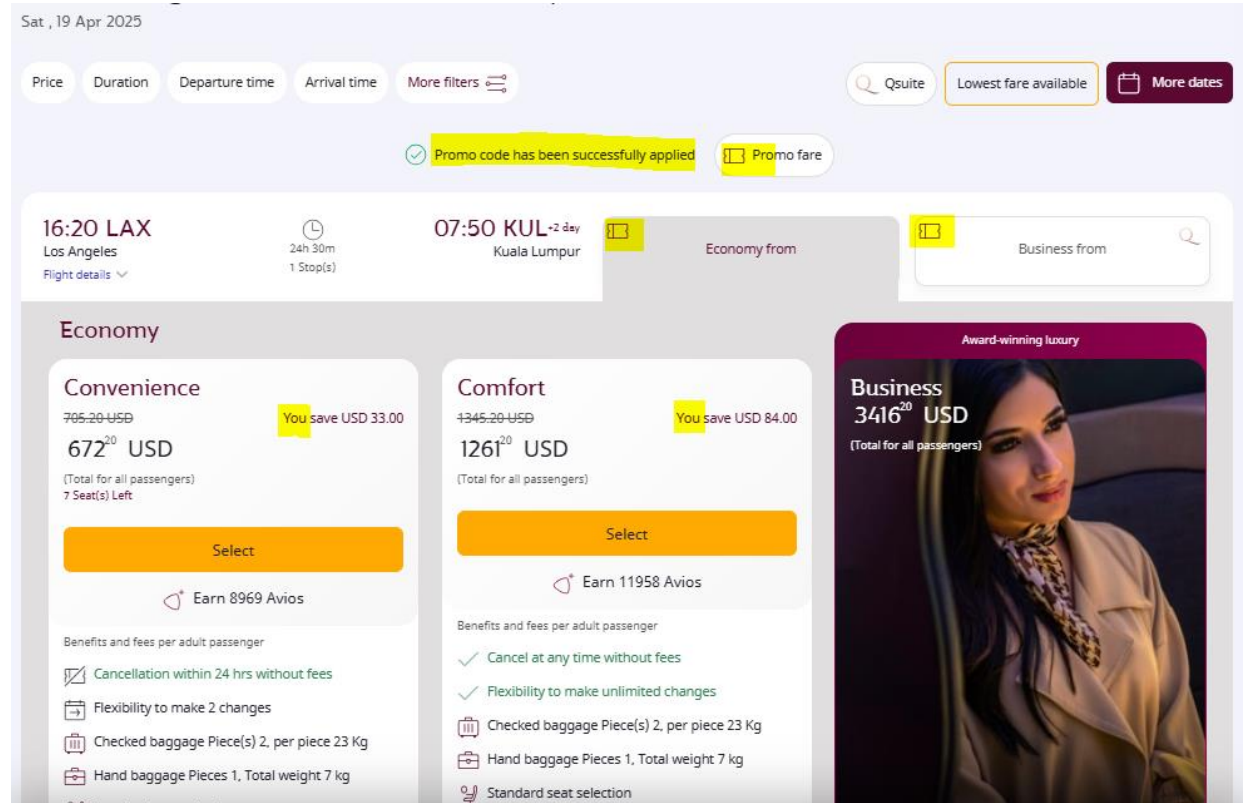 Sat , 19 Apr 2025
Price Duration Departure time Arrival time More filters Qsuite Lowest fare available More dates
Promo code has been successfully applied Promo fare
16:20 LAX 07:50 KUL +2 day
Los Angeles 24h 30m Kuala Lumpur Economy from Business from
Flight details 1 Stop(s)
Economy
Award-winning luxury
Convenience
705.20 USD You save USD 33.00
672²⁰ USD
(Total for all passengers)
7 Seat(s) Left
Select
Earn 8969 Avios
Benefits and fees per adult passenger
Cancellation within 24 hrs without fees
Flexibility to make 2 changes
Checked baggage Piece(s) 2, per piece 23 Kg
Hand baggage Pieces 1, Total weight 7 kg
Comfort
1345.20 USD You save USD 84.00
1261²⁰ USD
(Total for all passengers)
Select
Earn 11958 Avios
Benefits and fees per adult passenger
Cancel at any time without fees
Flexibility to make unlimited changes
Checked baggage Piece(s) 2, per piece 23 Kg
Hand baggage Pieces 1, Total weight 7 kg
Standard seat selection
Business
3416²⁰ USD
(Total for all passengers)